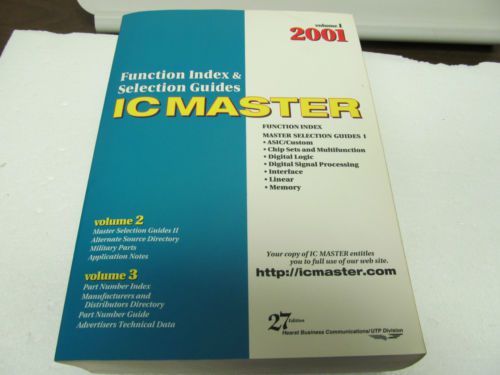 volume 1
2001
Function Index &
Selection Guides
IC MASTER
FUNCTION INDEX
MASTER SELECTION GUIDES I
• ASIC/Custom
• Chip Sets and Multifunction
• Digital Logic
• Digital Signal Processing
• Interface
• Linear
• Memory
volume 2
Master Selection Guides II
Alternate Source Directory
Military Parts
Application Notes
volume 3
Part Number Index
Manufacturers and
Distributors Directory
Part Number Guide
Advertisers Technical Data
Your copy of IC MASTER entitles
you to full use of our web site.
http://icmaster.com
27 Edition
Hearst Business Communications/UTP Division